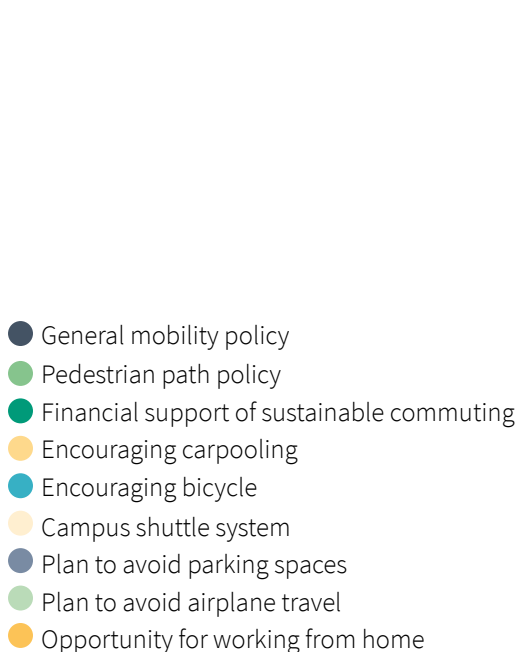 General mobility policy
Pedestrian path policy
Financial support of sustainable commuting
Encouraging carpooling
Encouraging bicycle
Campus shuttle system
Plan to avoid parking spaces
Plan to avoid airplane travel
Opportunity for working from home